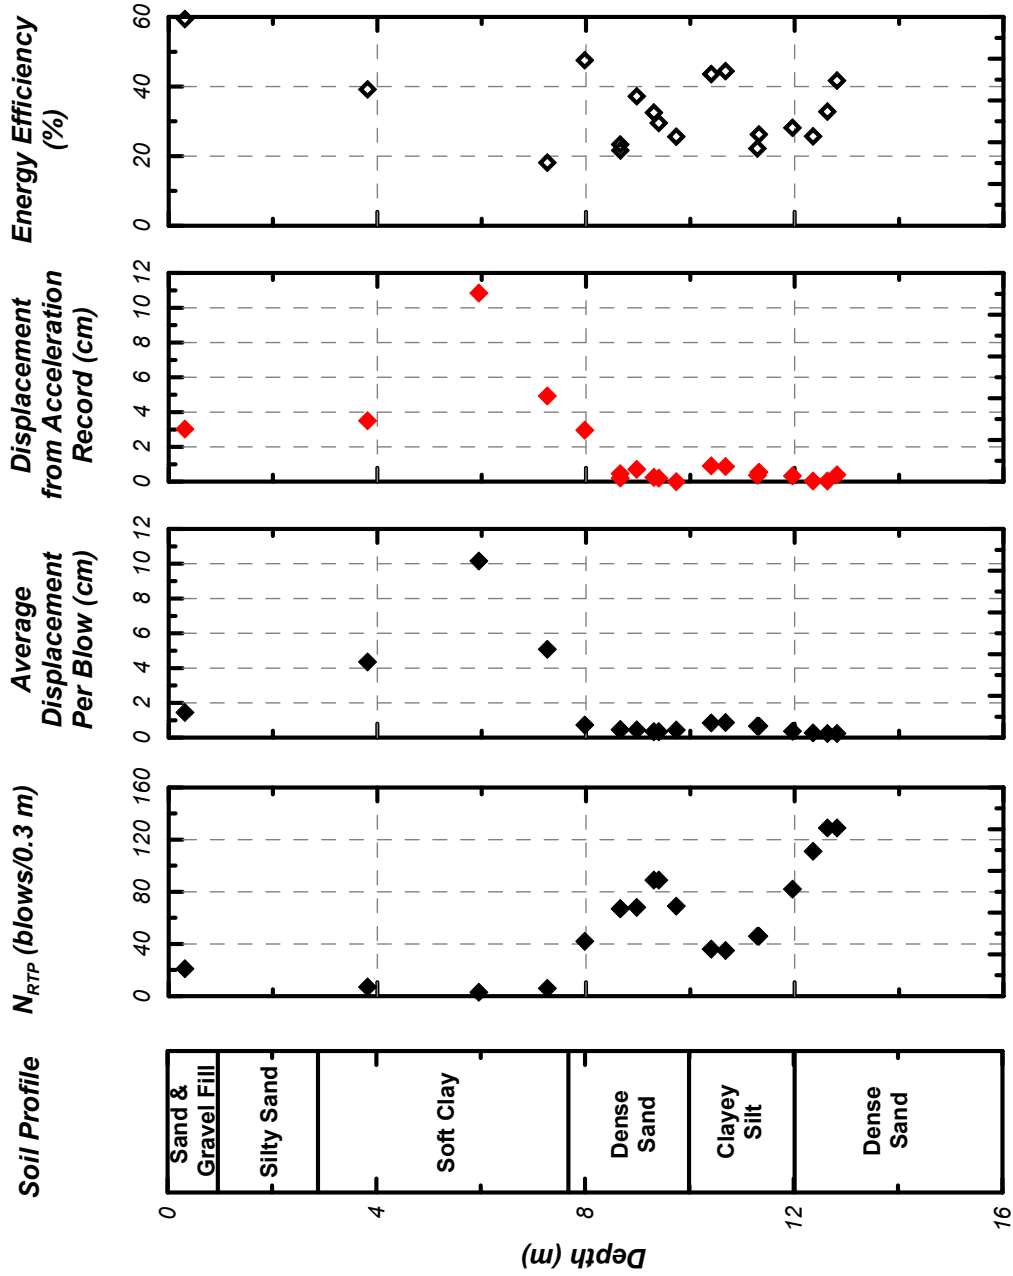 Soil Profile
N_RTP (blows/0.3 m)
Average
Displacement
Per Blow (cm)
Displacement
from Acceleration
Record (cm)
Energy Efficiency
(%)
0
40
80
120
160
0
2
4
6
8
10
12
0
2
4
6
8
10
12
0
20
40
60
Sand &
Gravel Fill
Silty Sand
Soft Clay
Dense
Sand
Clayey
Silt
Dense
Sand
0
4
8
12
16
Depth (m)